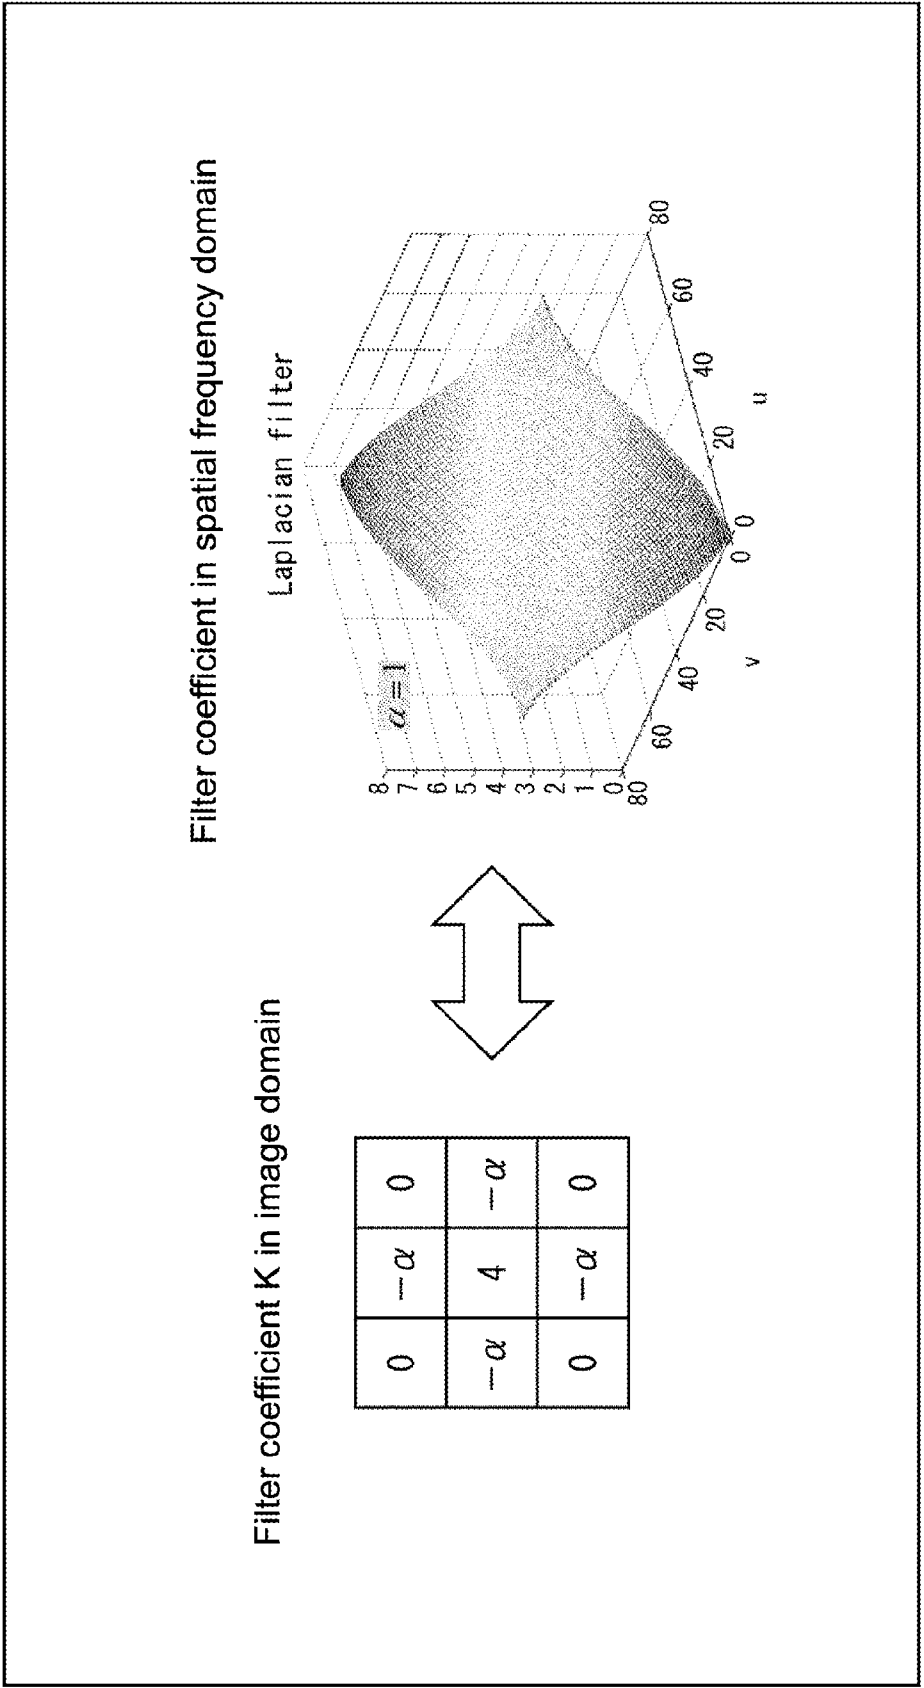 Filter coefficient K in image domain
0 −α 0
−α 4 −α
0 −α 0
Filter coefficient in spatial frequency domain
Laplacian filter
α=1
8
7
6
5
4
3
2
1
0
80
60
40
20
0
v
0
20
40
60
80
u